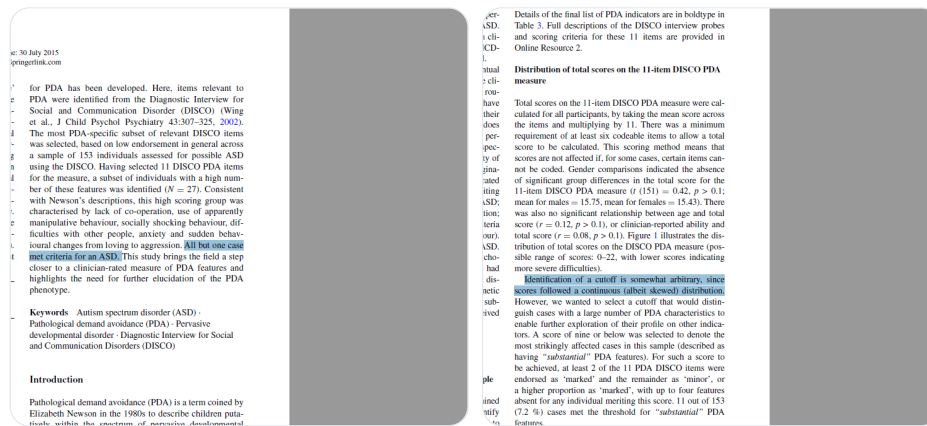 e: 30 July 2015
pringerlink.com
for PDA has been developed. Here, items relevant to
PDA were identified from the Diagnostic Interview for
Social and Communication Disorder (DISCO) (Wing
et al., J Child Psychol Psychiatry 43:307–325, 2002).
The most PDA-specific subset of relevant DISCO items
was selected, based on low endorsement in general across
a sample of 153 individuals assessed for possible ASD
using the DISCO. Having selected 11 DISCO PDA items
for the measure, a subset of individuals with a high num-
ber of these features was identified (N = 27). Consistent
with Newson's descriptions, this high scoring group was
characterised by lack of co-operation, use of apparently
manipulative behaviour, socially shocking behaviour, dif-
ficulties with other people, anxiety and sudden behav-
ioural changes from loving to aggression. All but one case
met criteria for an ASD. This study brings the field a step
closer to a clinician-rated measure of PDA features and
highlights the need for further elucidation of the PDA
phenotype.
Keywords Autism spectrum disorder (ASD) ·
Pathological demand avoidance (PDA) · Pervasive
developmental disorder · Diagnostic Interview for Social
and Communication Disorders (DISCO)
Introduction
Pathological demand avoidance (PDA) is a term coined by
Elizabeth Newson in the 1980s to describe children puta-
tively within the spectrum of pervasive developmental
Details of the final list of PDA indicators are in boldtype in
Table 3. Full descriptions of the DISCO interview probes
and scoring criteria for these 11 items are provided in
Online Resource 2.
Distribution of total scores on the 11-item DISCO PDA
measure
Total scores on the 11-item DISCO PDA measure were cal-
culated for all participants, by taking the mean score across
the items and multiplying by 11. There was a minimum
requirement of at least six codeable items to allow a total
score to be calculated. This scoring method means that
scores are not affected if, for some cases, certain items can-
not be coded. Gender comparisons indicated the absence
of significant group differences in the total score for the
11-item DISCO PDA measure (t (151) = 0.42, p > 0.1;
mean for males = 15.75, mean for females = 15.43). There
was also no significant relationship between age and total
score (r = 0.12, p > 0.1), or clinician-reported ability and
total score (r = 0.08, p > 0.1). Figure 1 illustrates the dis-
tribution of total scores on the DISCO PDA measure (pos-
sible range of scores: 0–22, with lower scores indicating
more severe difficulties).
Identification of a cutoff is somewhat arbitrary, since
scores followed a continuous (albeit skewed) distribution.
However, we wanted to select a cutoff that would distin-
guish cases with a large number of PDA characteristics to
enable further exploration of their profile on other indica-
tors. A score of nine or below was selected to denote the
most strikingly affected cases in this sample (described as
having "substantial" PDA features). For such a score to
be achieved, at least 2 of the 11 PDA DISCO items were
endorsed as 'marked' and the remainder as 'minor', or
a higher proportion as 'marked', with up to four features
absent for any individual meriting this score. 11 out of 153
(7.2 %) cases met the threshold for "substantial" PDA
features.